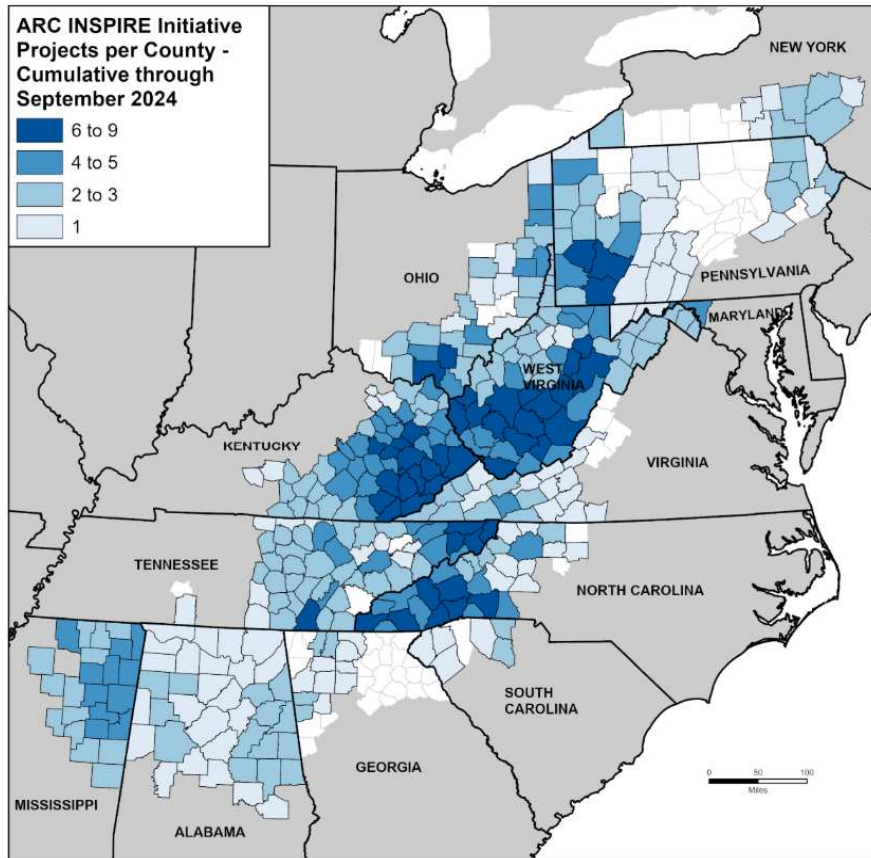 ARC INSPIRE Initiative
Projects per County -
Cumulative through
September 2024
6 to 9
4 to 5
2 to 3
1
NEW YORK
PENNSYLVANIA
OHIO
MARYLAND
WEST
VIRGINIA
KENTUCKY
VIRGINIA
TENNESSEE
NORTH CAROLINA
SOUTH
CAROLINA
GEORGIA
MISSISSIPPI
ALABAMA
0 50 100
Miles